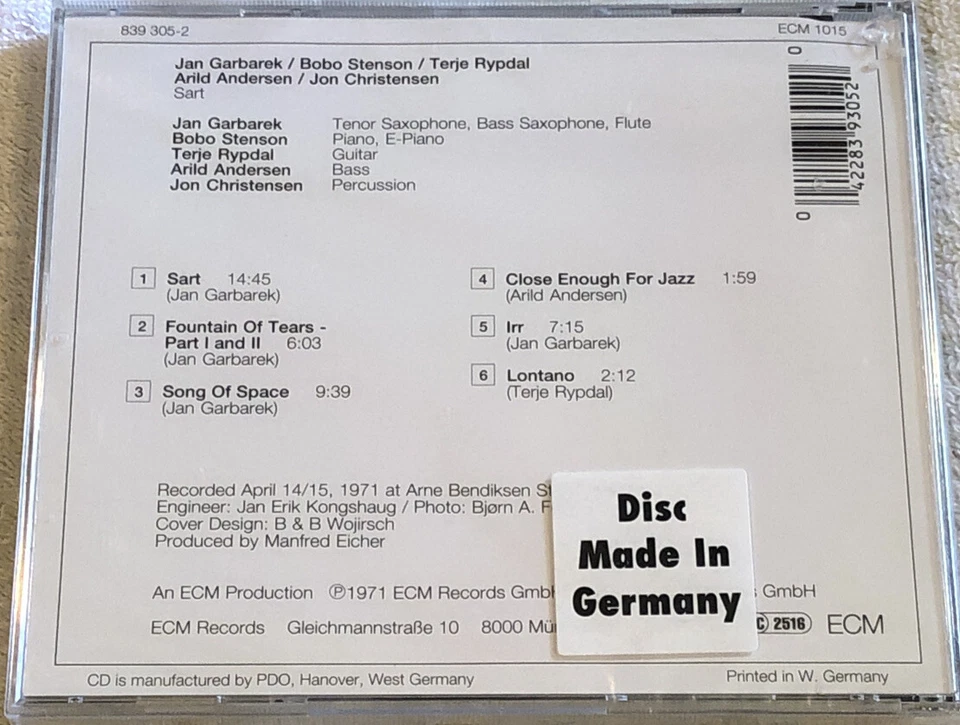 839 305-2
ECM 1015
Jan Garbarek / Bobo Stenson / Terje Rypdal
Arild Andersen / Jon Christensen
Sart
Jan Garbarek Tenor Saxophone, Bass Saxophone, Flute
Bobo Stenson Piano, E-Piano
Terje Rypdal Guitar
Arild Andersen Bass
Jon Christensen Percussion
0 42283 93052 0
1 Sart 14:45
(Jan Garbarek)
2 Fountain Of Tears -
Part I and II 6:03
(Jan Garbarek)
3 Song Of Space 9:39
(Jan Garbarek)
4 Close Enough For Jazz 1:59
(Arild Andersen)
5 Irr 7:15
(Jan Garbarek)
6 Lontano 2:12
(Terje Rypdal)
Recorded April 14/15, 1971 at Arne Bendiksen
Engineer: Jan Erik Kongshaug / Photo: Bjørn A.
Cover Design: B & B Wojirsch
Produced by Manfred Eicher
An ECM Production ℗1971 ECM Records GmbH
GmbH
ECM Records Gleichmannstraße 10 8000
2516 ECM
Disc
Made In
Germany
CD is manufactured by PDO, Hanover, West Germany
Printed in W. Germany